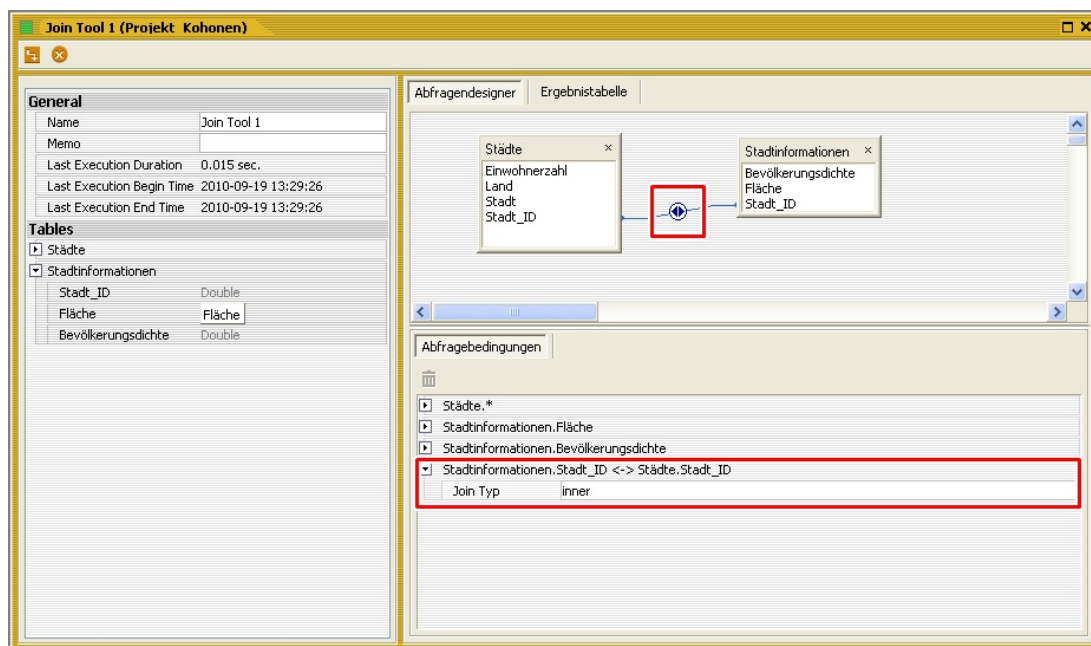 Join Tool 1 (Projekt Kohonen)
General
Name Join Tool 1
Memo
Last Execution Duration 0.015 sec.
Last Execution Begin Time 2010-09-19 13:29:26
Last Execution End Time 2010-09-19 13:29:26
Tables
Städte
Stadtinformationen
Stadt_ID Double
Fläche Fläche
Bevölkerungsdichte Double
Abfragendesigner Ergebnistabelle
Städte
Einwohnerzahl
Land
Stadt
Stadt_ID
Stadtinformationen
Bevölkerungsdichte
Fläche
Stadt_ID
Abfragebedingungen
Städte.*
Stadtinformationen.Fläche
Stadtinformationen.Bevölkerungsdichte
Stadtinformationen.Stadt_ID <-> Städte.Stadt_ID
Join Typ inner